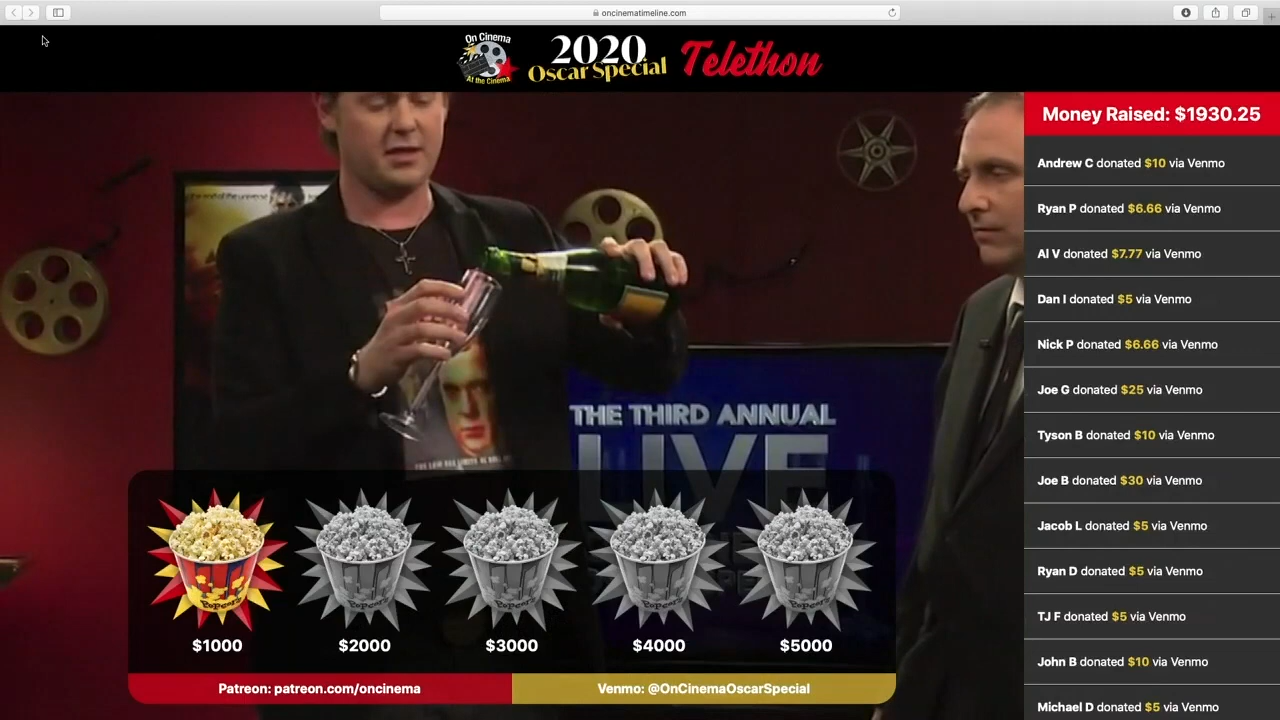 oncinematimeline.com
On Cinema
At the Cinema
2020
Oscar Special
Telethon
Money Raised: $1930.25
Andrew C donated $10 via Venmo
Ryan P donated $6.66 via Venmo
Al V donated $7.77 via Venmo
Dan I donated $5 via Venmo
Nick P donated $6.66 via Venmo
Joe G donated $25 via Venmo
Tyson B donated $10 via Venmo
Joe B donated $30 via Venmo
Jacob L donated $5 via Venmo
Ryan D donated $5 via Venmo
TJ F donated $5 via Venmo
John B donated $10 via Venmo
Michael D donated $5 via Venmo
THE THIRD ANNUAL
LIVE
Popcorn
$1000
$2000
$3000
$4000
$5000
Patreon: patreon.com/oncinema
Venmo: @OnCinemaOscarSpecial